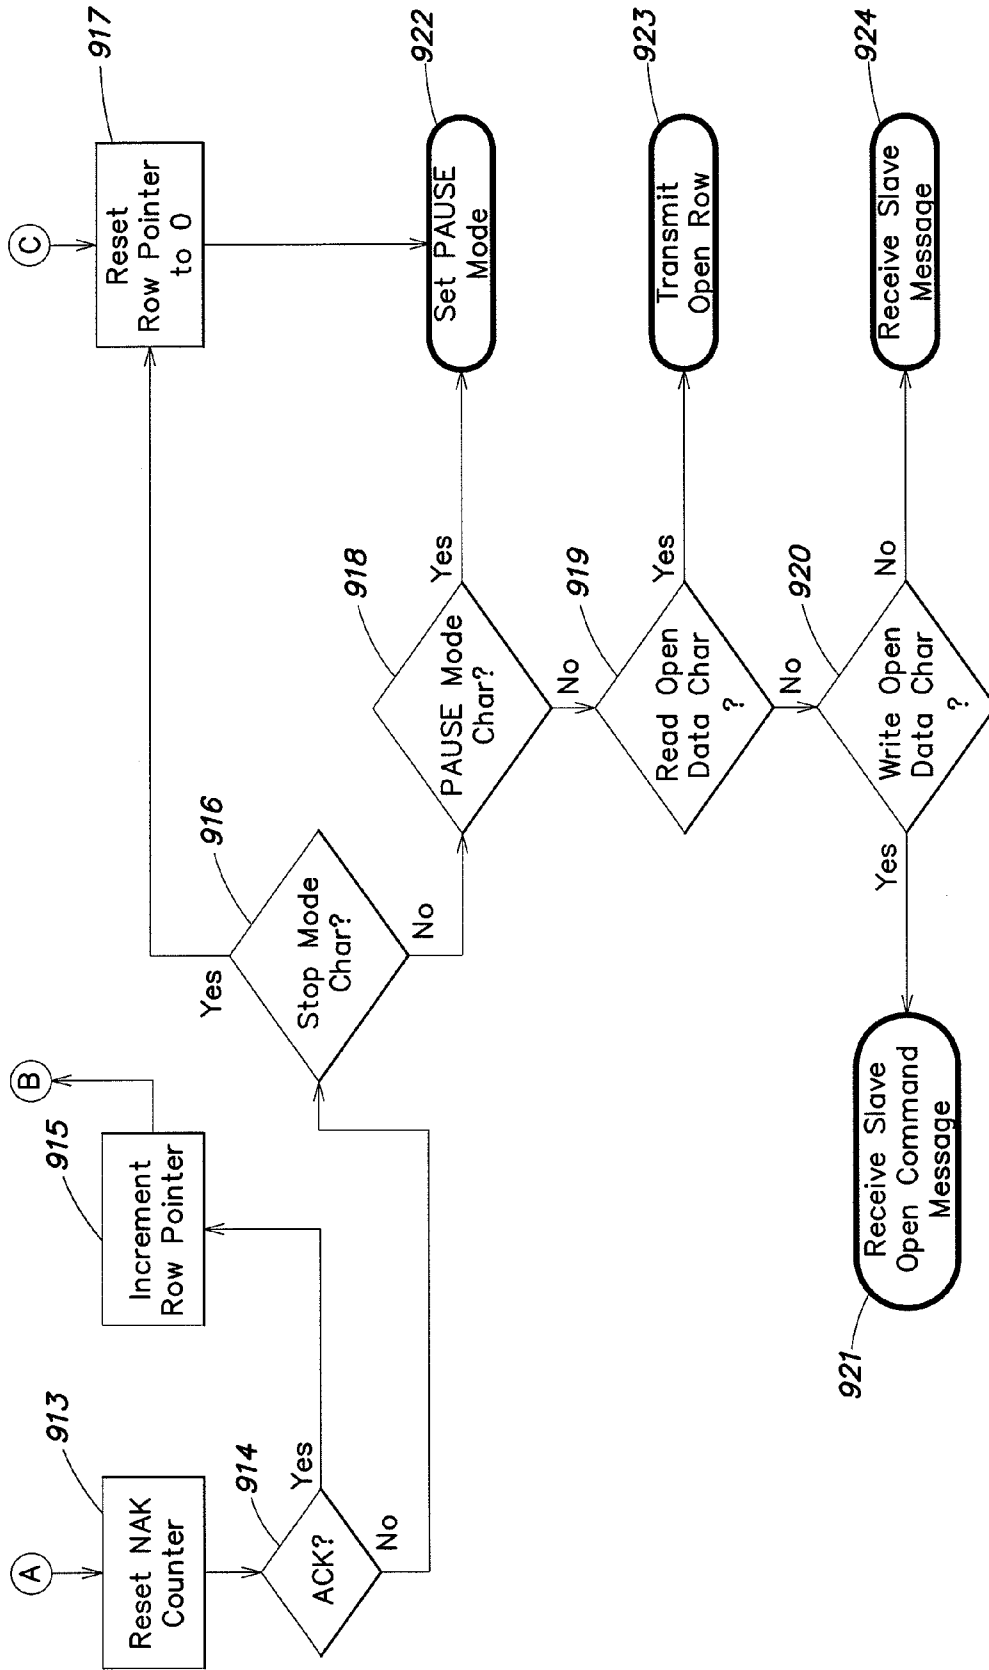 A
Reset NAK
Counter
913
ACK?
914
Yes
No
Increment
Row Pointer
915
B
Stop Mode
Char?
916
Yes
No
C
Reset
Row Pointer
to 0
917
PAUSE Mode
Char?
918
Yes
No
Set PAUSE
Mode
922
Read Open
Data Char
?
919
Yes
No
Transmit
Open Row
923
Write Open
Data Char
?
920
Yes
No
Receive Slave
Open Command
Message
921
Receive Slave
Message
924